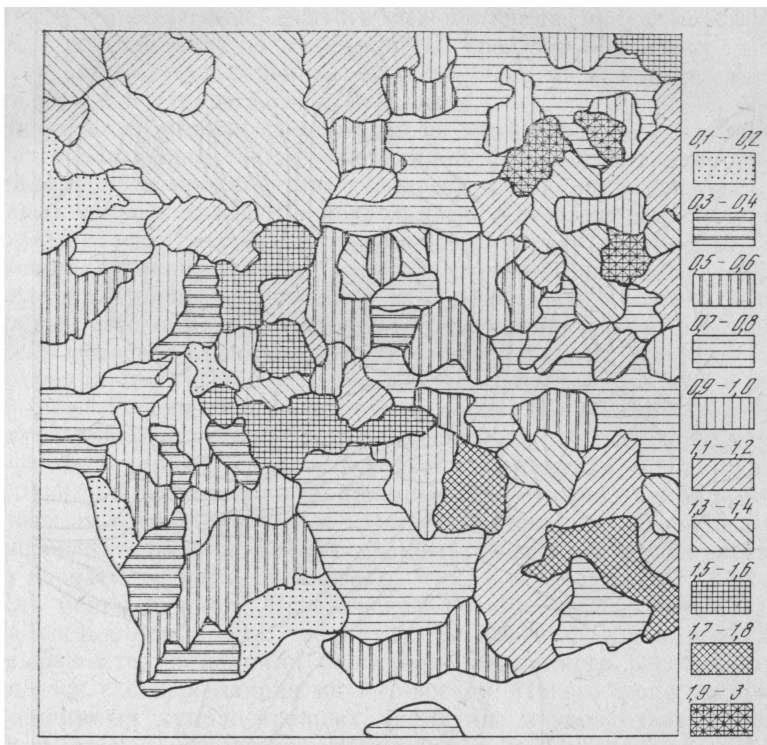 0,1 – 0,2
0,3 – 0,4
0,5 – 0,6
0,7 – 0,8
0,9 – 1,0
1,1 – 1,2
1,3 – 1,4
1,5 – 1,6
1,7 – 1,8
1,9 – 3